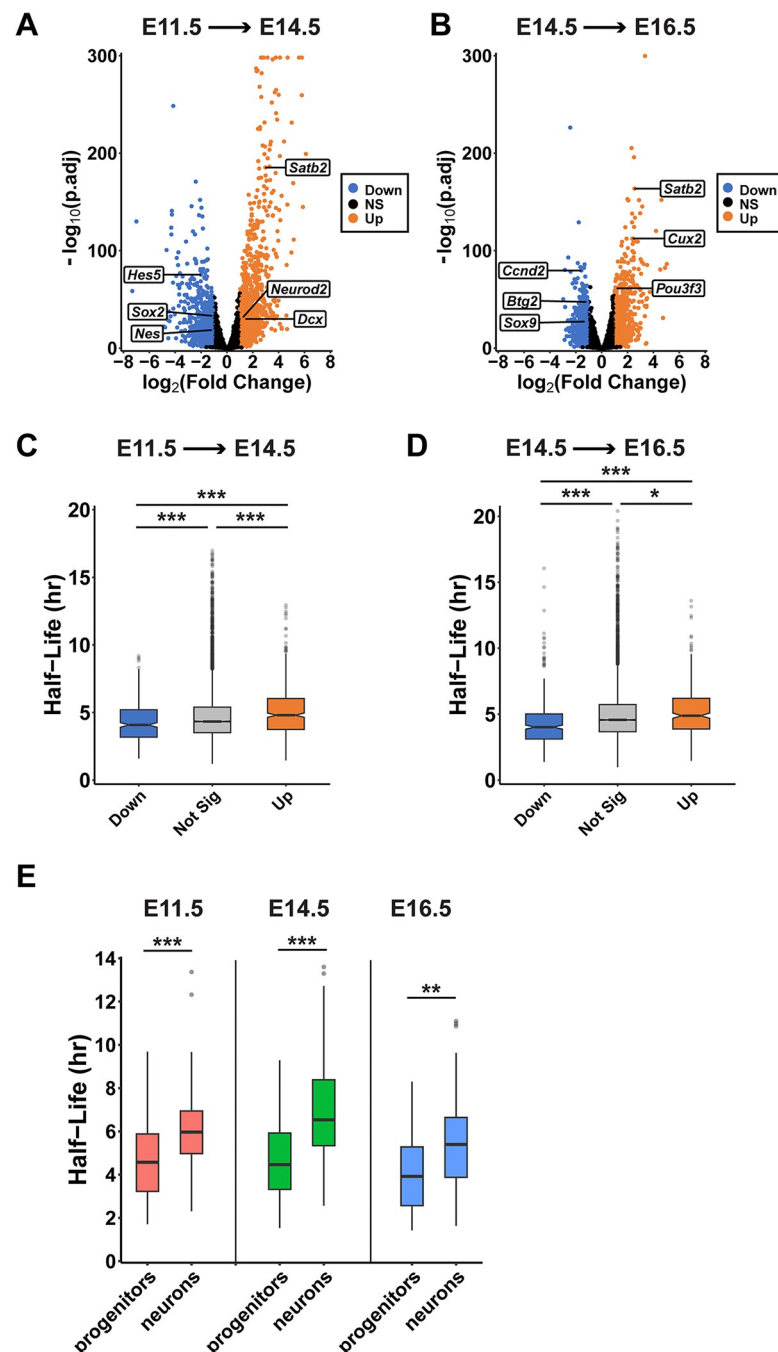 A
E11.5 → E14.5
300
200
100
0
−8 −6 −4 −2 0 2 4 6 8
- log10(p.adj)
log2(Fold Change)
Satb2
Hes5
Neurod2
Sox2
Dcx
Nes
Down
NS
Up
B
E14.5 → E16.5
300
200
100
0
−8 −6 −4 −2 0 2 4 6 8
- log10(p.adj)
log2(Fold Change)
Satb2
Cux2
Ccnd2
Pou3f3
Btg2
Sox9
Down
NS
Up
C
E11.5 → E14.5
***
*** ***
20
15
10
5
0
Half−Life (hr)
Down Not Sig Up
D
E14.5 → E16.5
***
*** *
20
15
10
5
0
Half−Life (hr)
Down Not Sig Up
E
E11.5 E14.5 E16.5
*** *** **
14
12
10
8
6
4
2
0
Half−Life (hr)
progenitors neurons progenitors neurons progenitors neurons